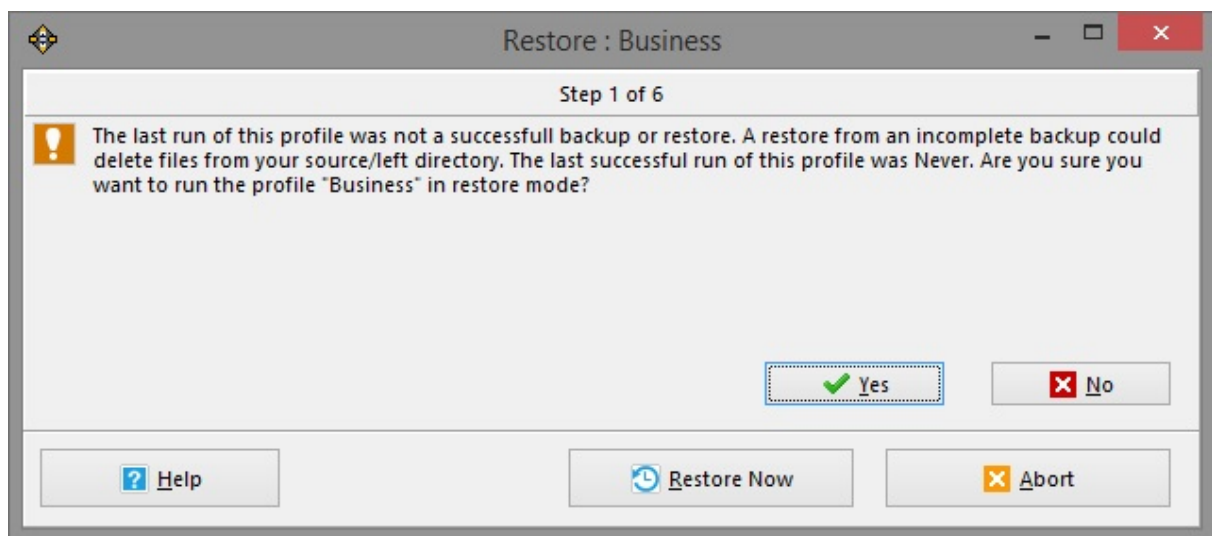 Restore : Business
Step 1 of 6
The last run of this profile was not a successfull backup or restore. A restore from an incomplete backup could
delete files from your source/left directory. The last successful run of this profile was Never. Are you sure you
want to run the profile "Business" in restore mode?
Yes
No
Help
Restore Now
Abort